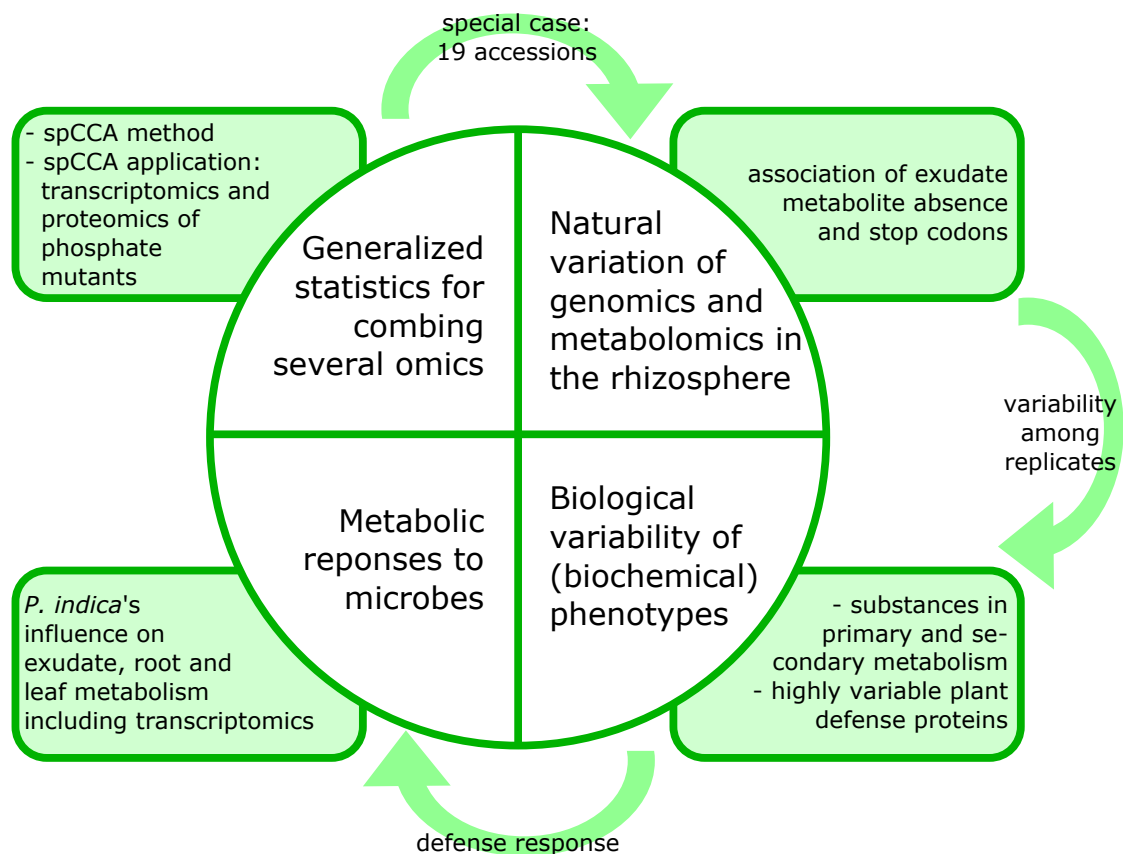 special case:
19 accessions
- spCCA method
- spCCA application:
transcriptomics and
proteomics of
phosphate
mutants
Generalized
statistics for
combing
several omics
Natural
variation of
genomics and
metabolomics in
the rhizosphere
association of exudate
metabolite absence
and stop codons
variability
among
replicates
Metabolic
reponses to
microbes
Biological
variability of
(biochemical)
phenotypes
P. indica's
influence on
exudate, root and
leaf metabolism
including transcriptomics
- substances in
primary and se-
condary metabolism
- highly variable plant
defense proteins
defense response